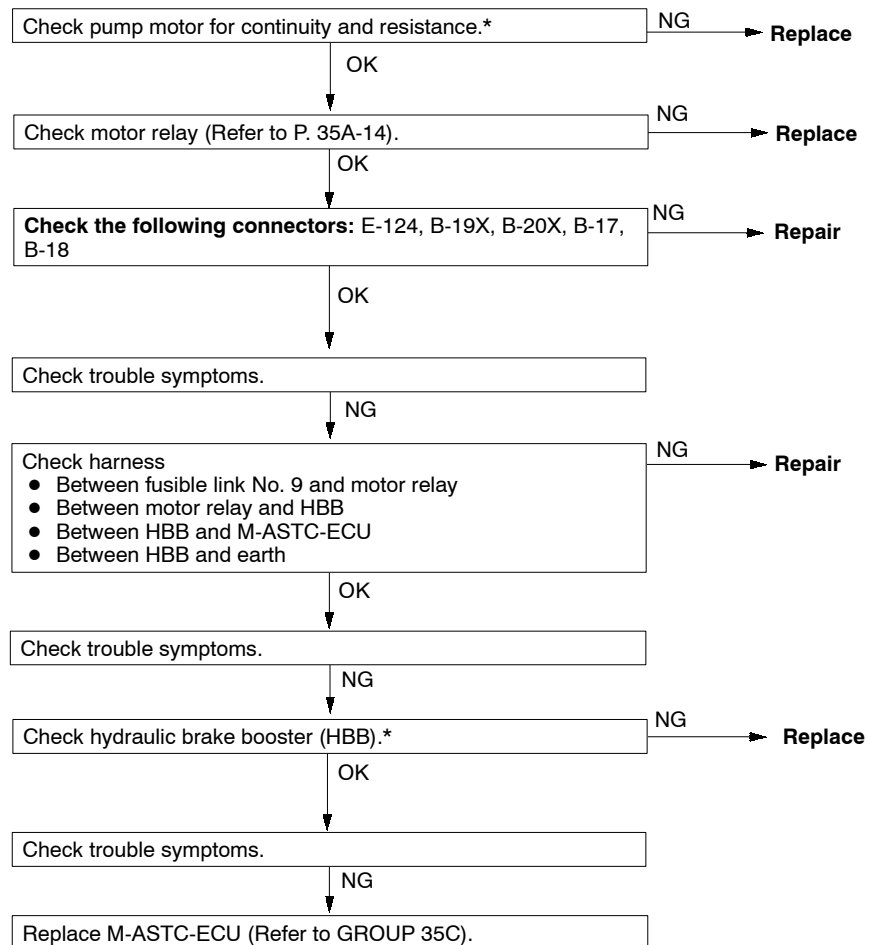 Check pump motor for continuity and resistance.*
NG
Replace
OK
Check motor relay (Refer to P. 35A-14).
NG
Replace
OK
Check the following connectors: E-124, B-19X, B-20X, B-17,
B-18
NG
Repair
OK
Check trouble symptoms.
NG
Check harness
● Between fusible link No. 9 and motor relay
● Between motor relay and HBB
● Between HBB and M-ASTC-ECU
● Between HBB and earth
NG
Repair
OK
Check trouble symptoms.
NG
Check hydraulic brake booster (HBB).*
NG
Replace
OK
Check trouble symptoms.
NG
Replace M-ASTC-ECU (Refer to GROUP 35C).